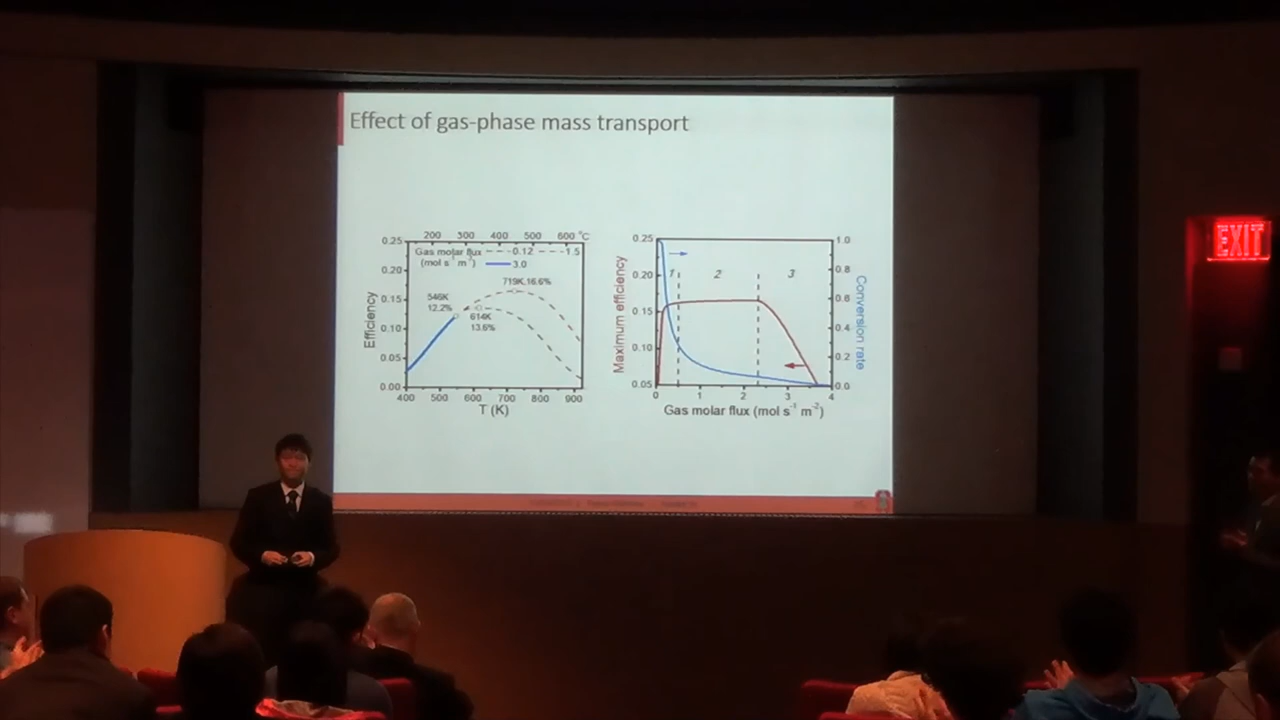 Effect of gas-phase mass transport
200 300 400 500 600 °C
0.25
Gas molar flux 0.12 1.5
(mol s⁻¹ m⁻²) 3.0
0.20
719K,16.6%
546K
12.2%
0.15
614K
13.6%
0.10
0.05
0.00
400 500 600 700 800 900
T (K)
Efficiency
0.25 1.0
1 2 3
0.20 0.8
0.6
0.15
0.4
0.10
0.2
0.05 0.0
0 1 2 3 4
Gas molar flux (mol s⁻¹ m⁻²)
Maximum efficiency
Conversion rate
EXIT